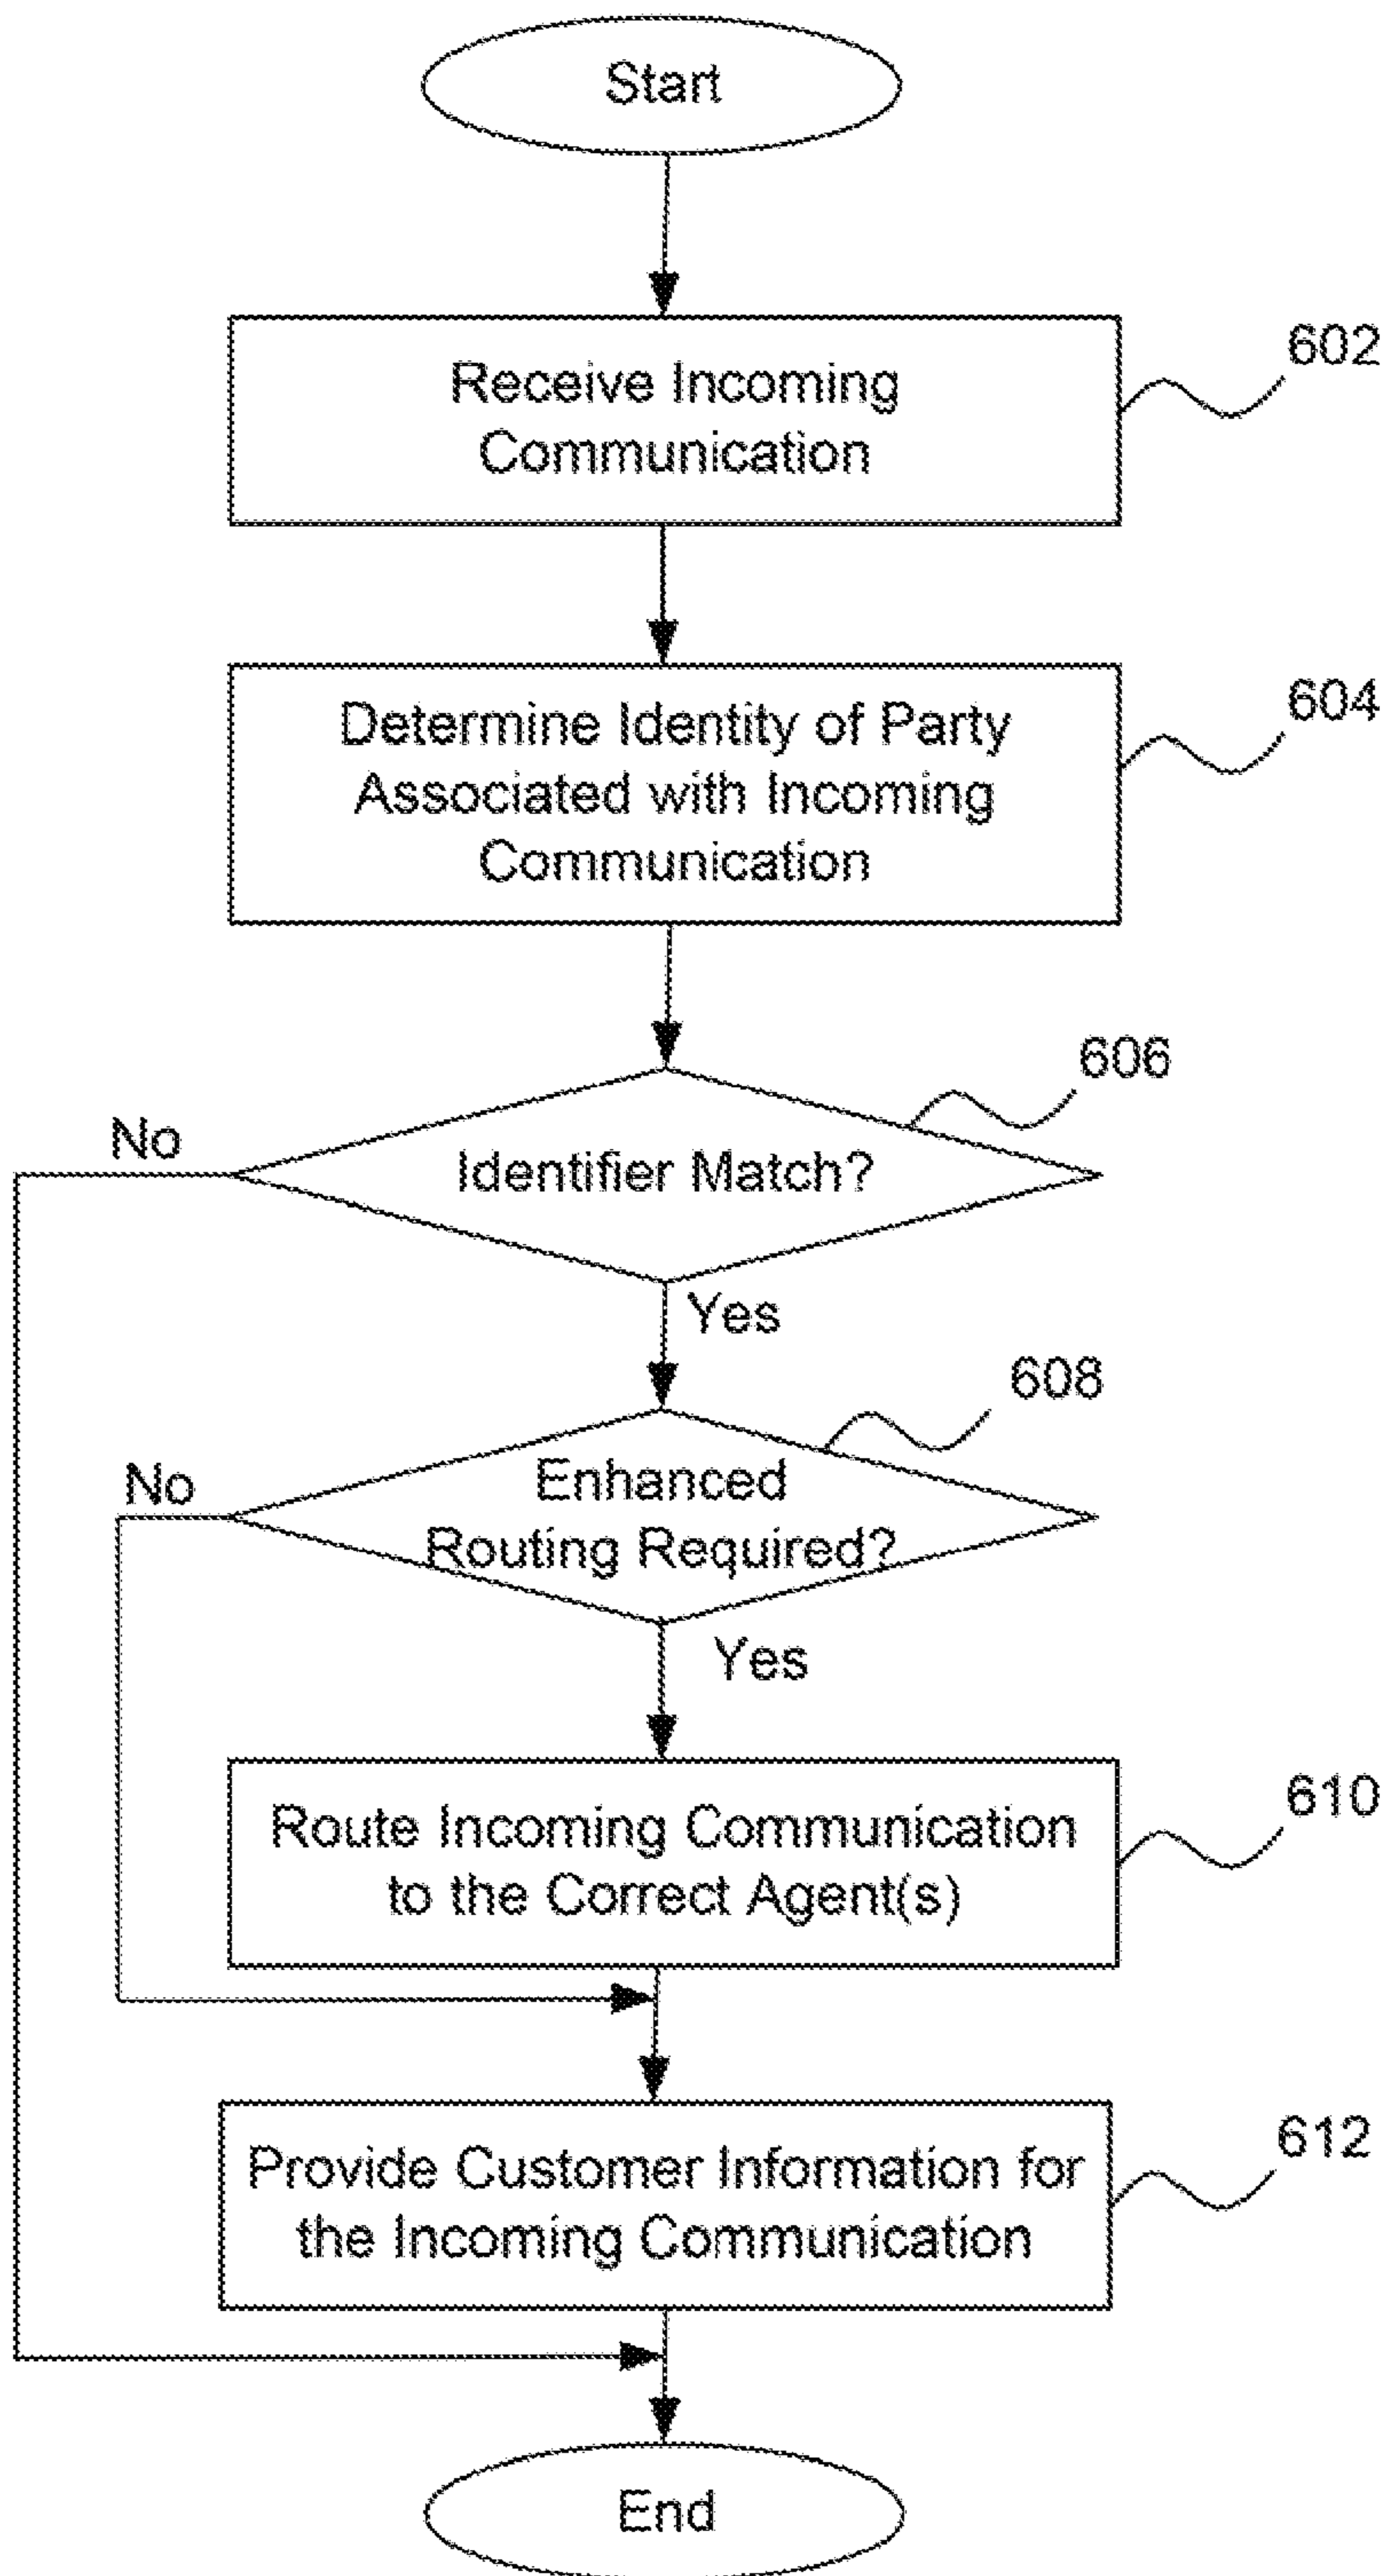 Start
Receive Incoming
Communication
602
Determine Identity of Party
Associated with Incoming
Communication
604
606
No
Identifier Match?
Yes
608
No
Enhanced
Routing Required?
Yes
Route Incoming Communication
to the Correct Agent(s)
610
Provide Customer Information for
the Incoming Communication
612
End